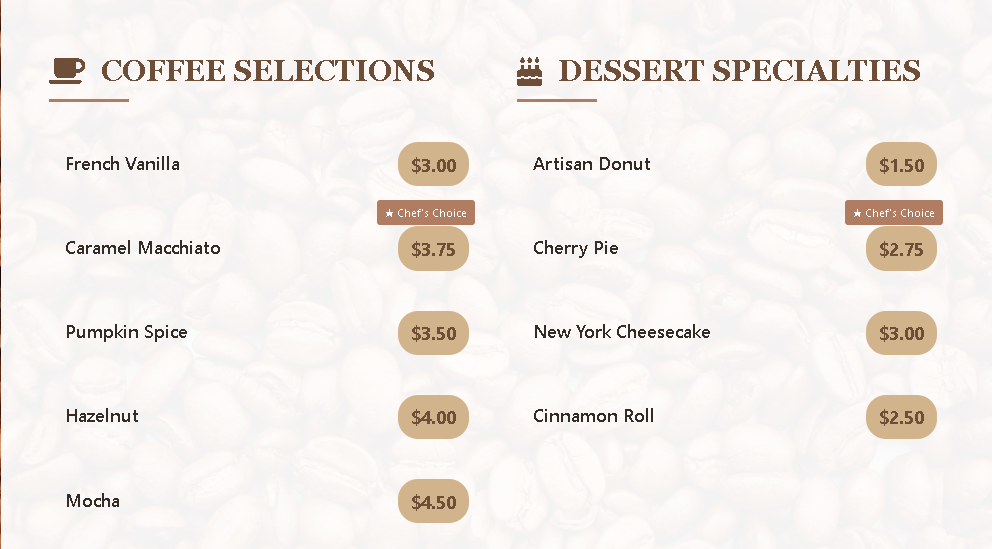 COFFEE SELECTIONS
French Vanilla $3.00
★ Chef's Choice
Caramel Macchiato $3.75
Pumpkin Spice $3.50
Hazelnut $4.00
Mocha $4.50
DESSERT SPECIALTIES
Artisan Donut $1.50
★ Chef's Choice
Cherry Pie $2.75
New York Cheesecake $3.00
Cinnamon Roll $2.50